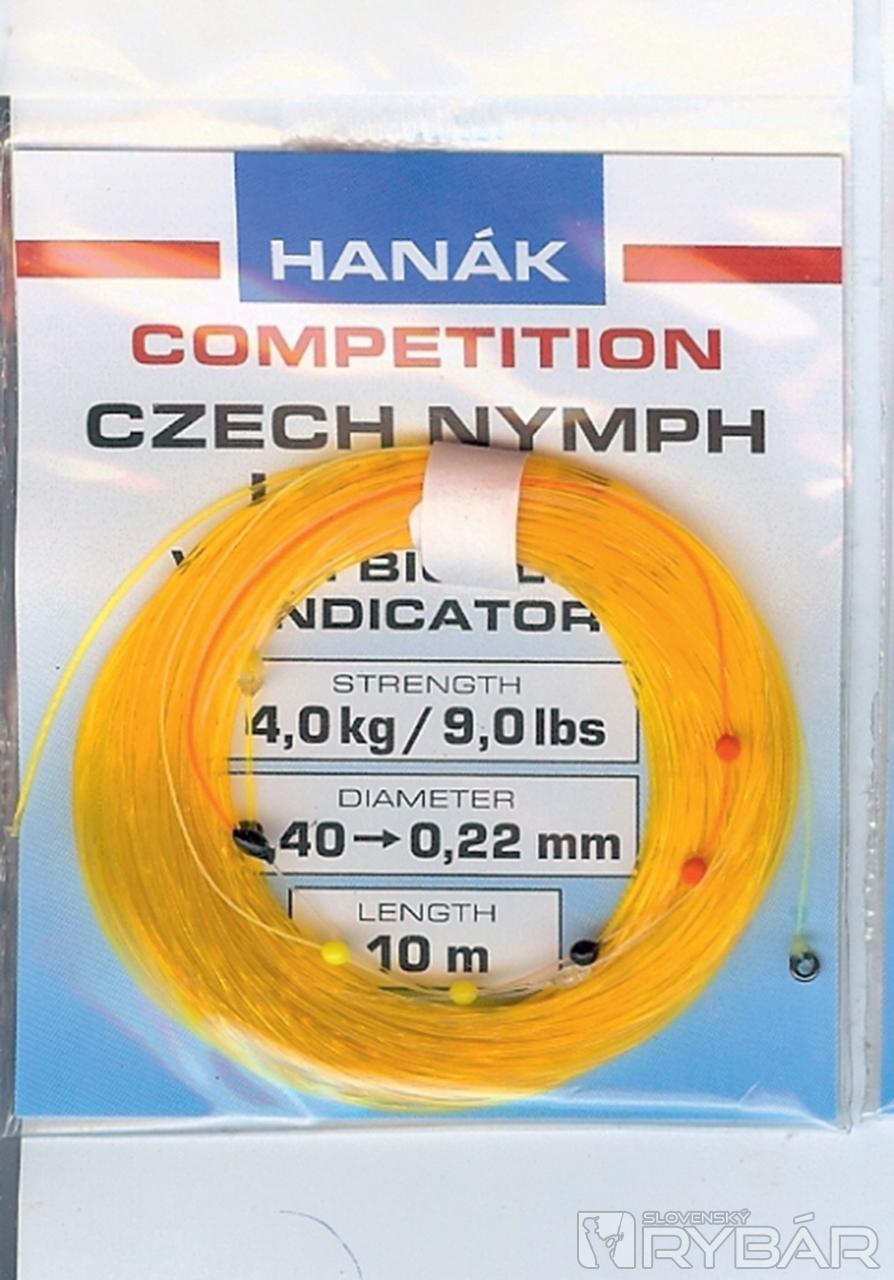 HANÁK
COMPETITION
CZECH NYMPH
INDICATOR
STRENGTH
4,0 kg / 9,0 lbs
DIAMETER
,40 → 0,22 mm
LENGTH
10 m
SLOVENSKÝ
RYBÁR